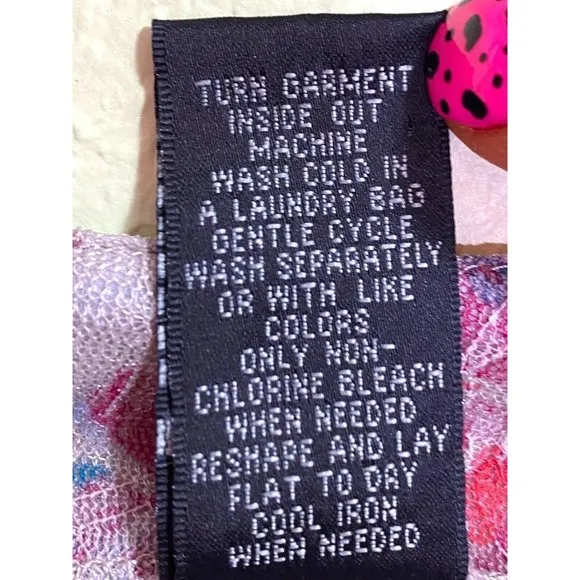 TURN GARMENT
INSIDE OUT
MACHINE
WASH COLD IN
A LAUNDRY BAG
GENTLE CYCLE
WASH SEPARATELY
OR WITH LIKE
COLORS
ONLY NON-
CHLORINE BLEACH
WHEN NEEDED
RESHAPE AND LAY
FLAT TO DAY
COOL IRON
WHEN NEEDED